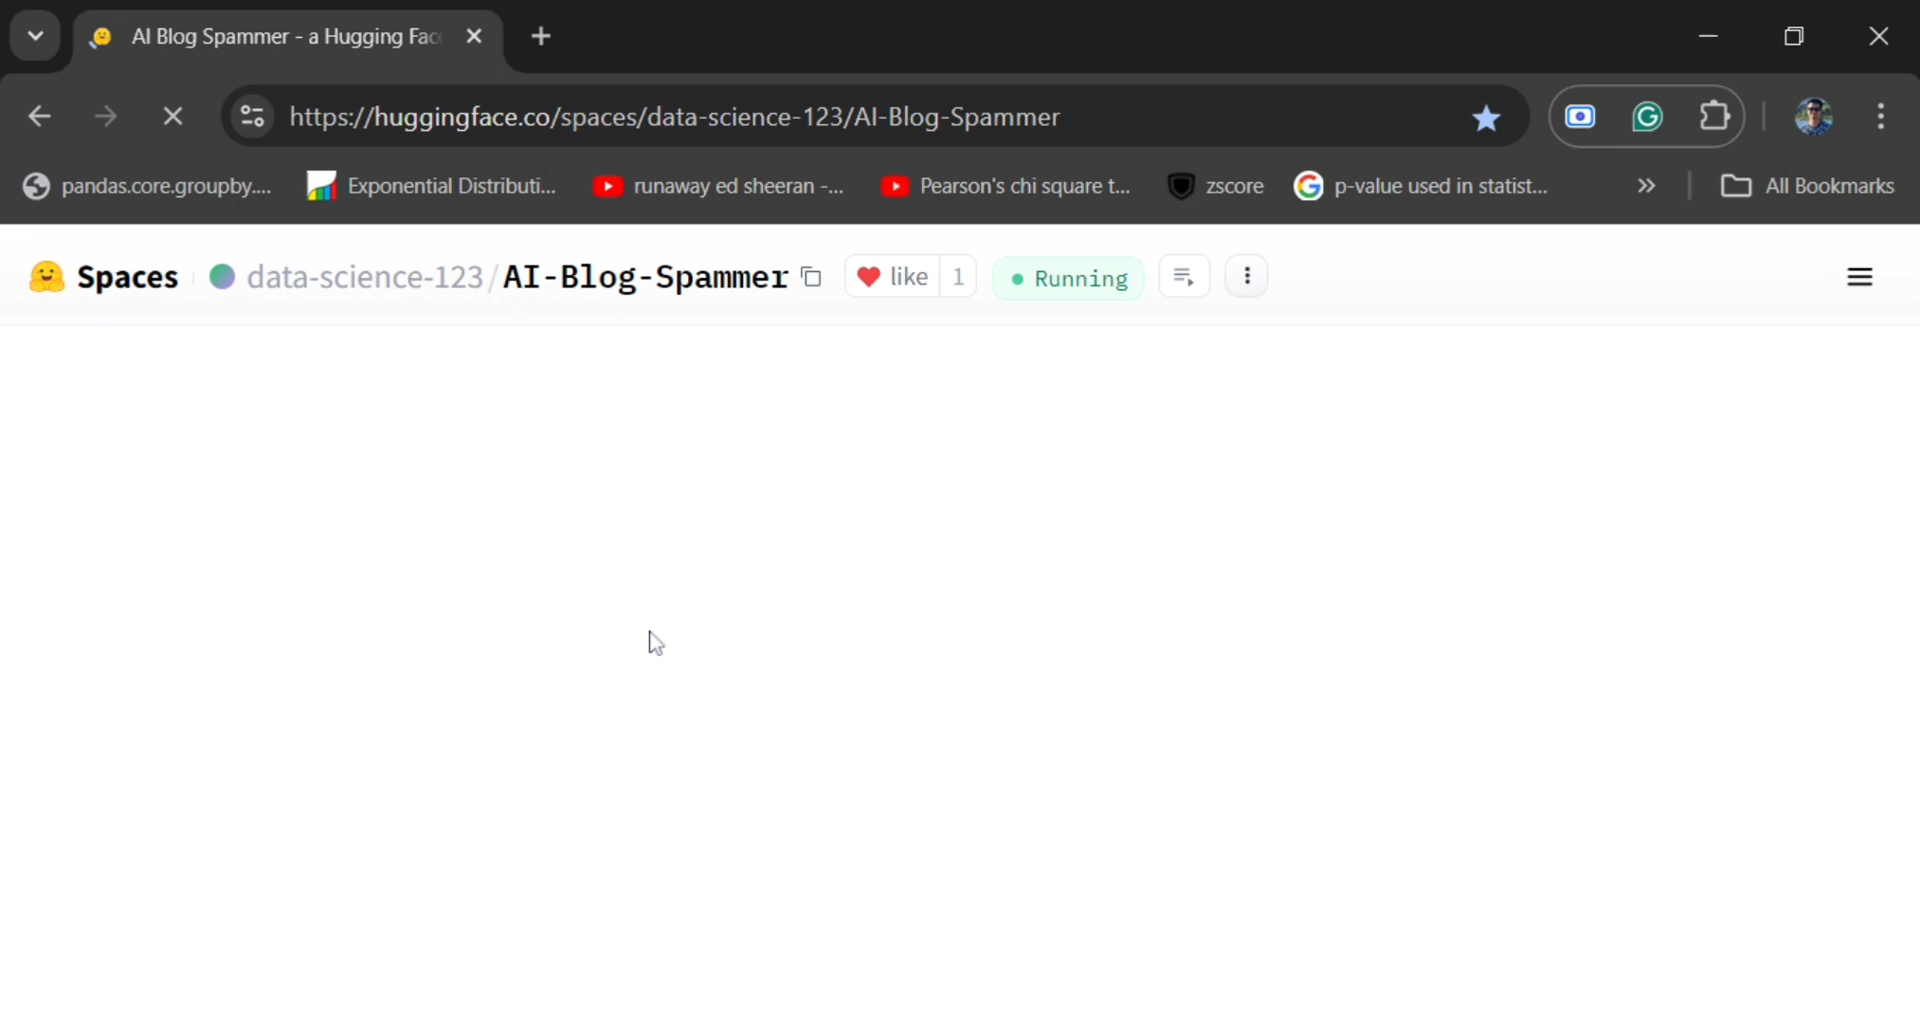 AI Blog Spammer - a Hugging Fac
https://huggingface.co/spaces/data-science-123/AI-Blog-Spammer
pandas.core.groupby.... Exponential Distributi... runaway ed sheeran -... Pearson's chi square t... zscore p-value used in statist... All Bookmarks
Spaces data-science-123/AI-Blog-Spammer like 1 Running